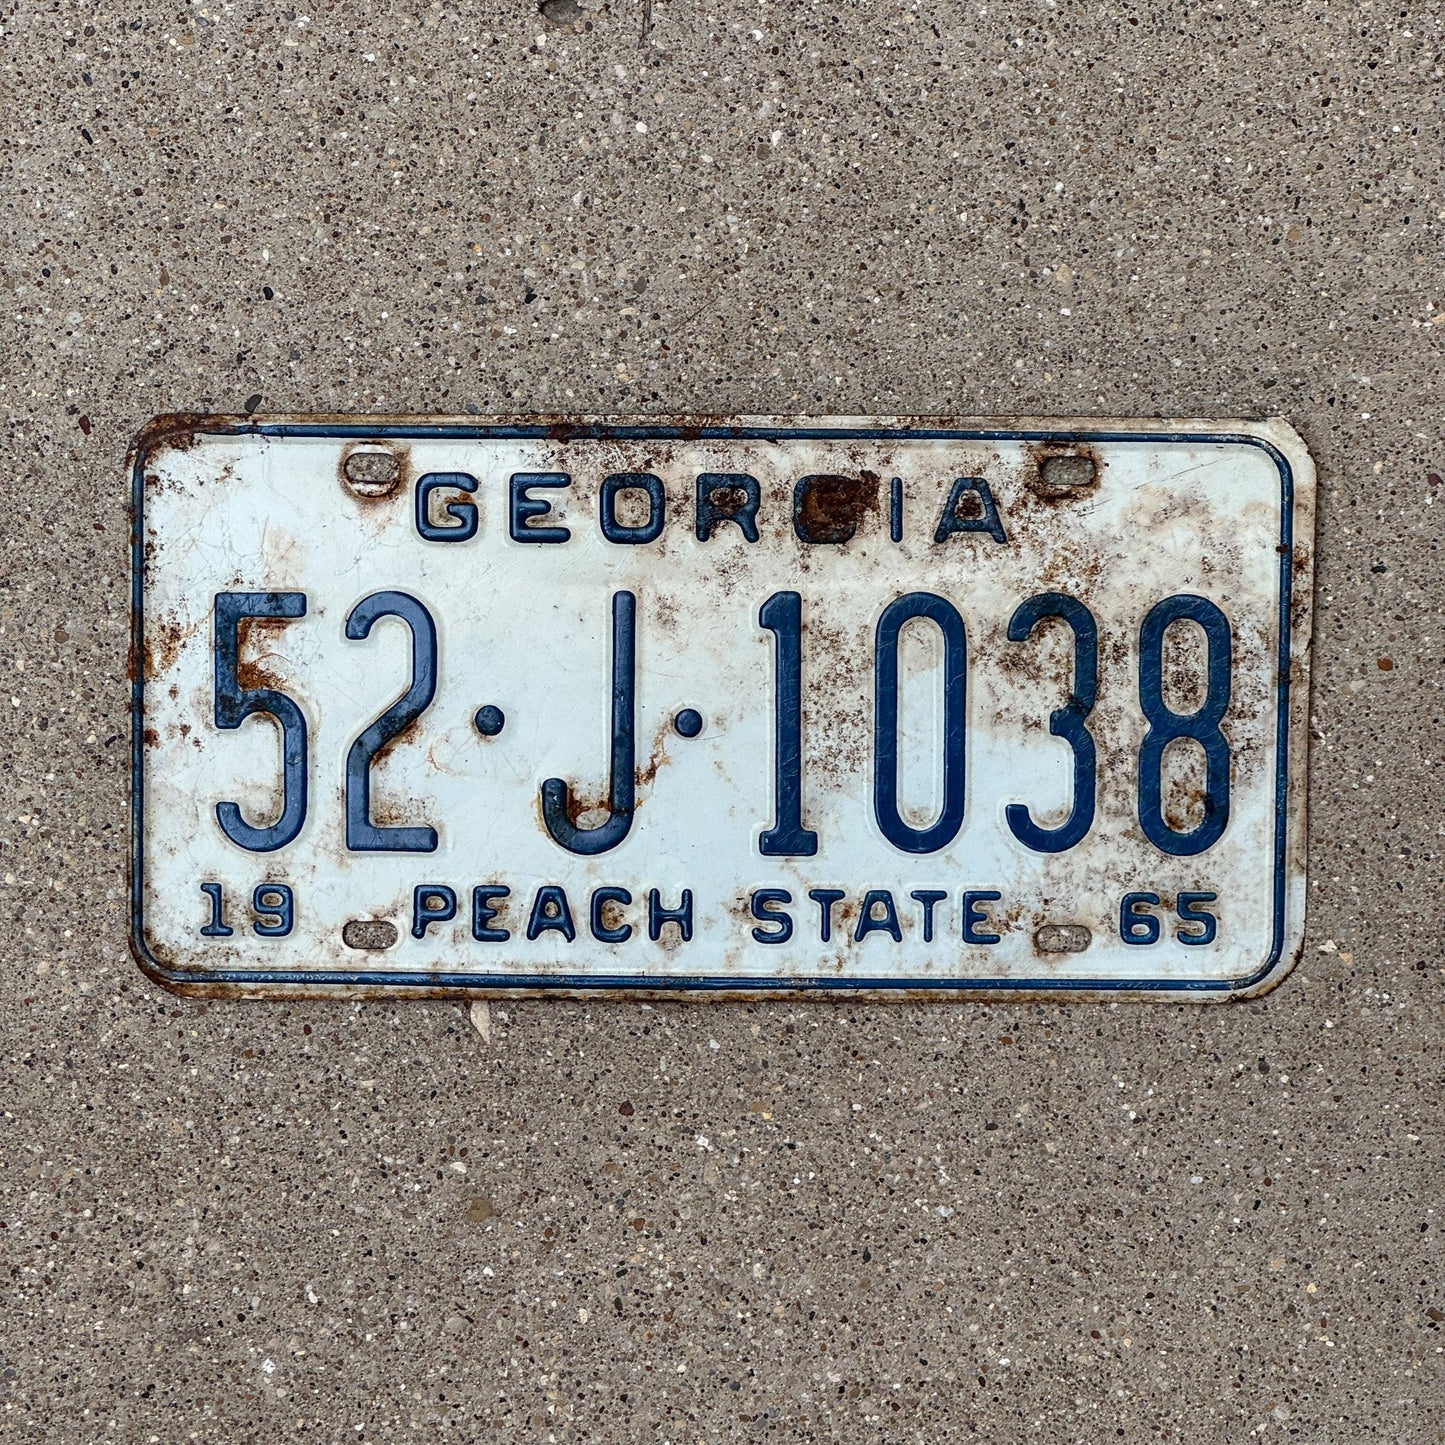 GEORGIA
52·J·1038
19 PEACH STATE 65